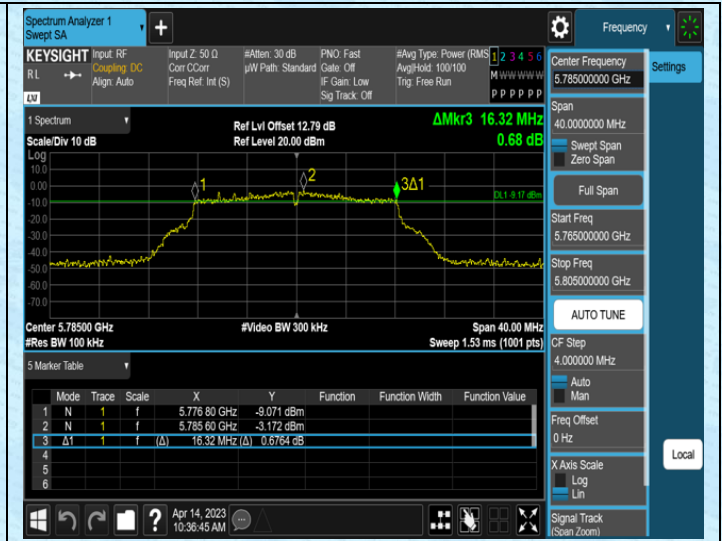 Spectrum Analyzer 1
Swept SA
+
KEYSIGHT
RL
LXI
Input: RF
Coupling: DC
Align: Auto
Input Z: 50 Ω
Corr CCorr
Freq Ref: Int (S)
#Atten: 30 dB
µW Path: Standard
PNO: Fast
Gate: Off
IF Gain: Low
Sig Track: Off
#Avg Type: Power (RMS
Avg|Hold: 100/100
Trig: Free Run
1 2 3 4 5 6
M W W W W W
P P P P P P
1 Spectrum
Scale/Div 10 dB
Ref Lvl Offset 12.79 dB
Ref Level 20.00 dBm
ΔMkr3 16.32 MHz
0.68 dB
Log
10.0
0.00
-10.0
-20.0
-30.0
-40.0
-50.0
-60.0
-70.0
1
2
3Δ1
DL1 -9.17 dBm
Center 5.78500 GHz
#Res BW 100 kHz
#Video BW 300 kHz
Span 40.00 MHz
Sweep 1.53 ms (1001 pts)
5 Marker Table
Mode Trace Scale X Y Function Function Width Function Value
1 N 1 f 5.776 80 GHz -9.071 dBm
2 N 1 f 5.785 60 GHz -3.172 dBm
3 Δ1 1 f (Δ) 16.32 MHz (Δ) 0.6764 dB
4
5
6
?
Apr 14, 2023
10:36:45 AM
Frequency
Settings
Center Frequency
5.785000000 GHz
Span
40.0000000 MHz
Swept Span
Zero Span
Full Span
Start Freq
5.765000000 GHz
Stop Freq
5.805000000 GHz
AUTO TUNE
CF Step
4.000000 MHz
Auto
Man
Freq Offset
0 Hz
X Axis Scale
Log
Lin
Signal Track
(Span Zoom)
Local